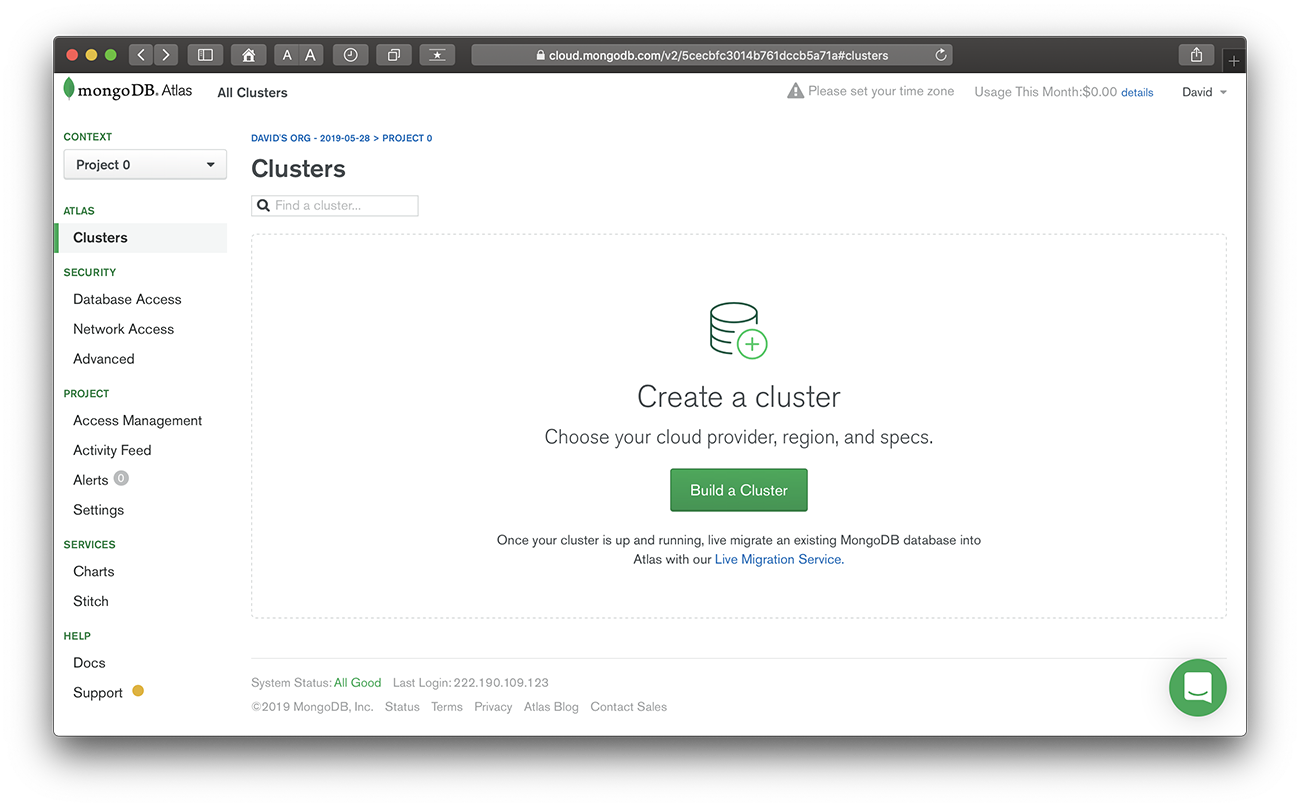 A A
cloud.mongodb.com/v2/5cecbfc3014b761dccb5a71a#clusters
mongoDB. Atlas All Clusters
Please set your time zone Usage This Month:$0.00 details David
CONTEXT
Project 0
ATLAS
Clusters
SECURITY
Database Access
Network Access
Advanced
PROJECT
Access Management
Activity Feed
Alerts 0
Settings
SERVICES
Charts
Stitch
HELP
Docs
Support
DAVID'S ORG - 2019-05-28 > PROJECT 0
Clusters
Find a cluster...
Create a cluster
Choose your cloud provider, region, and specs.
Build a Cluster
Once your cluster is up and running, live migrate an existing MongoDB database into
Atlas with our Live Migration Service.
System Status: All Good Last Login: 222.190.109.123
©2019 MongoDB, Inc. Status Terms Privacy Atlas Blog Contact Sales